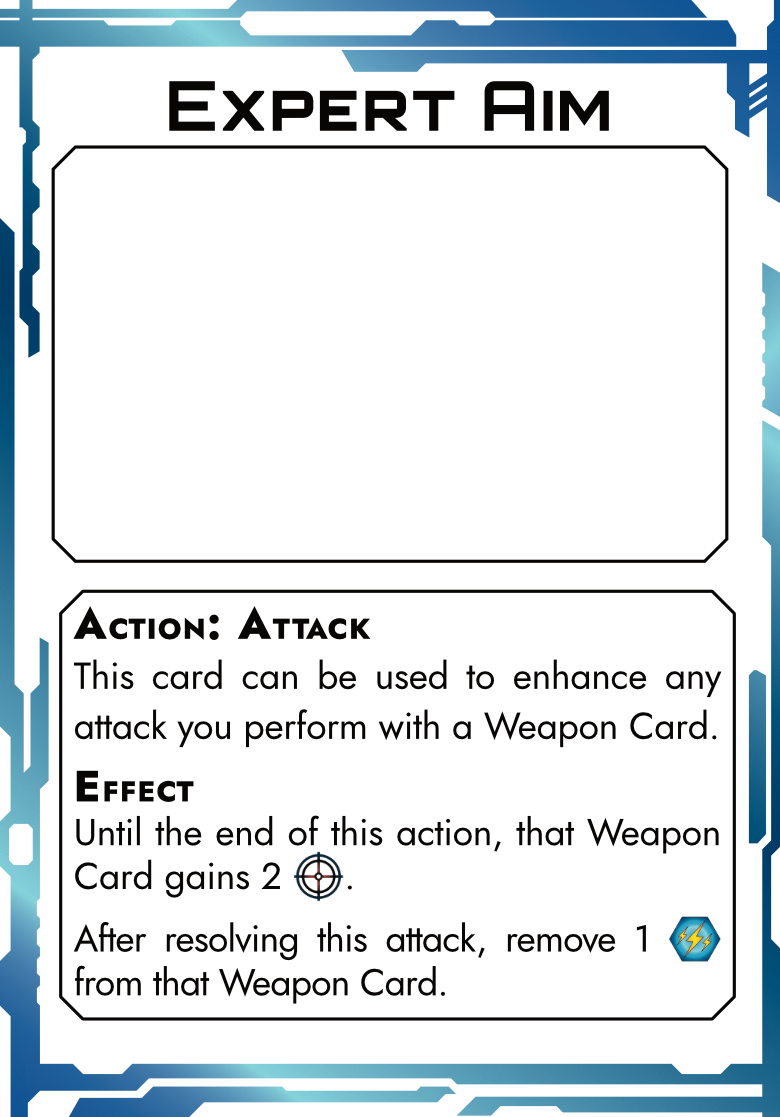 Expert Aim
Action: Attack
This card can be used to enhance any
attack you perform with a Weapon Card.
Effect
Until the end of this action, that Weapon
Card gains 2 .
After resolving this attack, remove 1
from that Weapon Card.